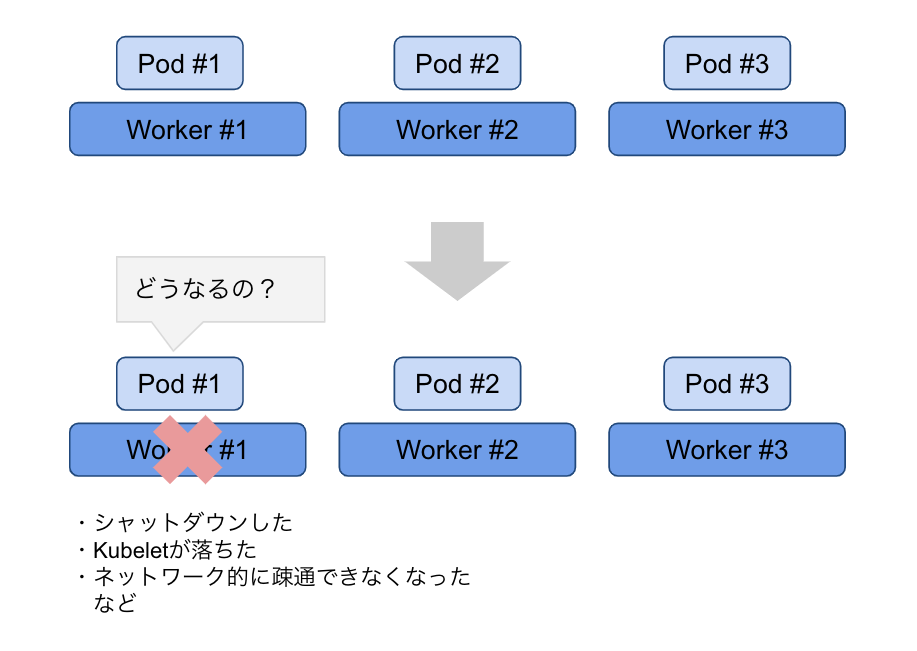 Pod #1 Pod #2 Pod #3
Worker #1 Worker #2 Worker #3
どうなるの？
Pod #1 Pod #2 Pod #3
Worker #1 Worker #2 Worker #3
・シャットダウンした
・Kubeletが落ちた
・ネットワーク的に疎通できなくなった
など